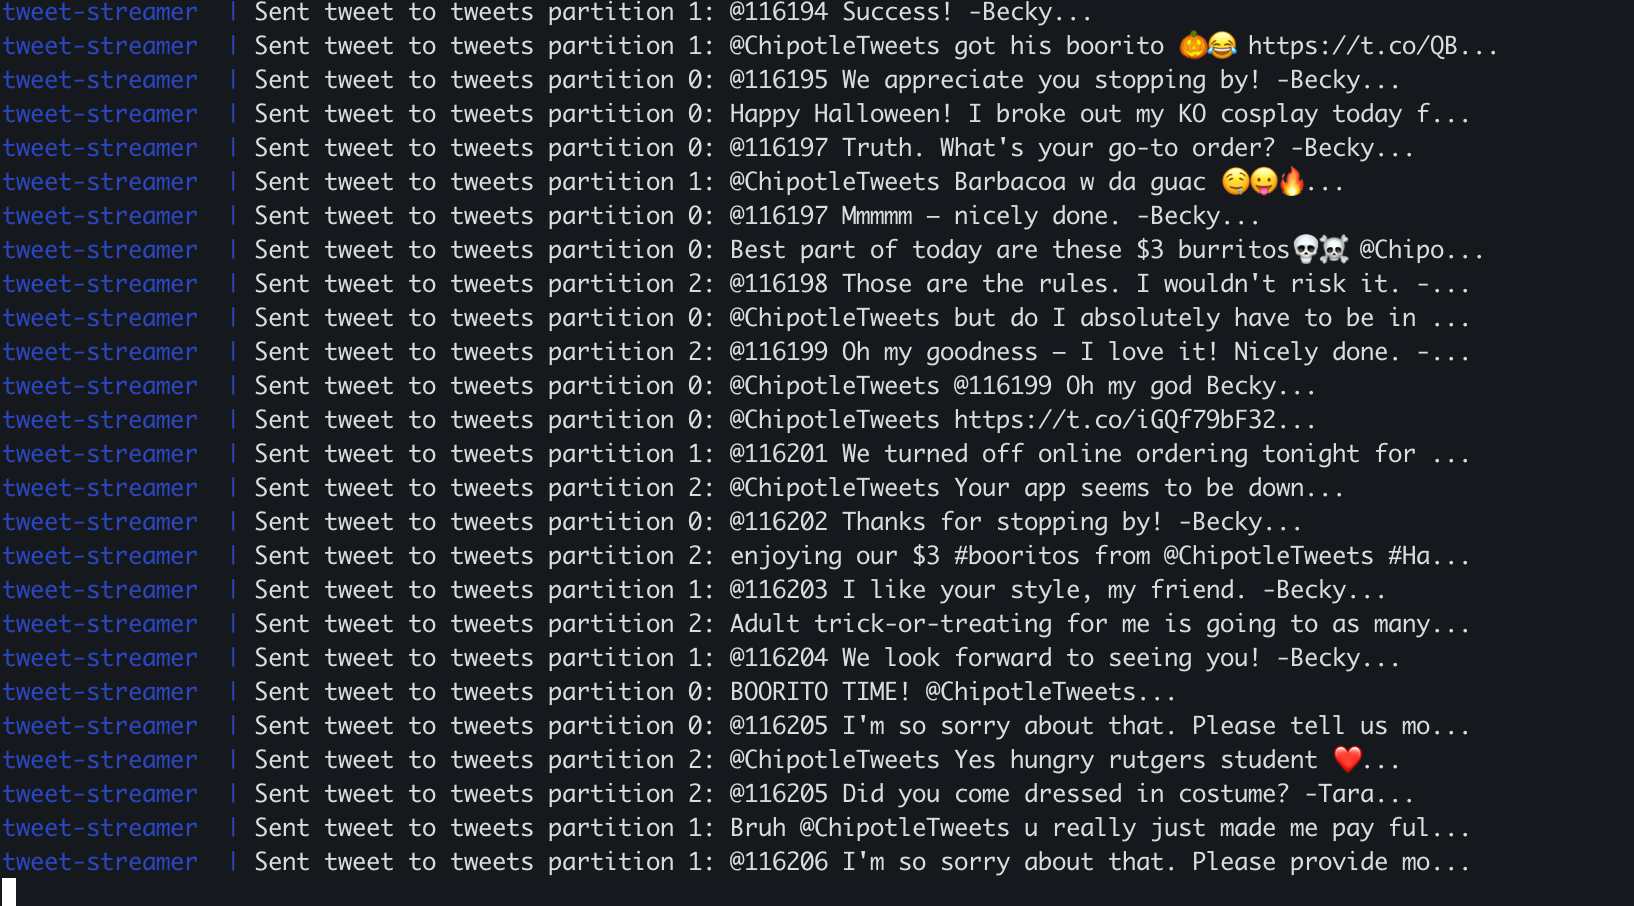 tweet-streamer | Sent tweet to tweets partition 1: @116194 Success! -Becky...
tweet-streamer | Sent tweet to tweets partition 1: @ChipotleTweets got his boorito 🎃😂 https://t.co/QB...
tweet-streamer | Sent tweet to tweets partition 0: @116195 We appreciate you stopping by! -Becky...
tweet-streamer | Sent tweet to tweets partition 0: Happy Halloween! I broke out my KO cosplay today f...
tweet-streamer | Sent tweet to tweets partition 0: @116197 Truth. What's your go-to order? -Becky...
tweet-streamer | Sent tweet to tweets partition 1: @ChipotleTweets Barbacoa w da guac 🤤😛🔥...
tweet-streamer | Sent tweet to tweets partition 0: @116197 Mmmmm – nicely done. -Becky...
tweet-streamer | Sent tweet to tweets partition 0: Best part of today are these $3 burritos💀☠️ @Chipo...
tweet-streamer | Sent tweet to tweets partition 2: @116198 Those are the rules. I wouldn't risk it. -...
tweet-streamer | Sent tweet to tweets partition 0: @ChipotleTweets but do I absolutely have to be in ...
tweet-streamer | Sent tweet to tweets partition 2: @116199 Oh my goodness – I love it! Nicely done. -...
tweet-streamer | Sent tweet to tweets partition 0: @ChipotleTweets @116199 Oh my god Becky...
tweet-streamer | Sent tweet to tweets partition 0: @ChipotleTweets https://t.co/iGQf79bF32...
tweet-streamer | Sent tweet to tweets partition 1: @116201 We turned off online ordering tonight for ...
tweet-streamer | Sent tweet to tweets partition 2: @ChipotleTweets Your app seems to be down...
tweet-streamer | Sent tweet to tweets partition 0: @116202 Thanks for stopping by! -Becky...
tweet-streamer | Sent tweet to tweets partition 2: enjoying our $3 #booritos from @ChipotleTweets #Ha...
tweet-streamer | Sent tweet to tweets partition 1: @116203 I like your style, my friend. -Becky...
tweet-streamer | Sent tweet to tweets partition 2: Adult trick-or-treating for me is going to as many...
tweet-streamer | Sent tweet to tweets partition 1: @116204 We look forward to seeing you! -Becky...
tweet-streamer | Sent tweet to tweets partition 0: BOORITO TIME! @ChipotleTweets...
tweet-streamer | Sent tweet to tweets partition 0: @116205 I'm so sorry about that. Please tell us mo...
tweet-streamer | Sent tweet to tweets partition 2: @ChipotleTweets Yes hungry rutgers student ❤️...
tweet-streamer | Sent tweet to tweets partition 2: @116205 Did you come dressed in costume? -Tara...
tweet-streamer | Sent tweet to tweets partition 1: Bruh @ChipotleTweets u really just made me pay ful...
tweet-streamer | Sent tweet to tweets partition 1: @116206 I'm so sorry about that. Please provide mo...